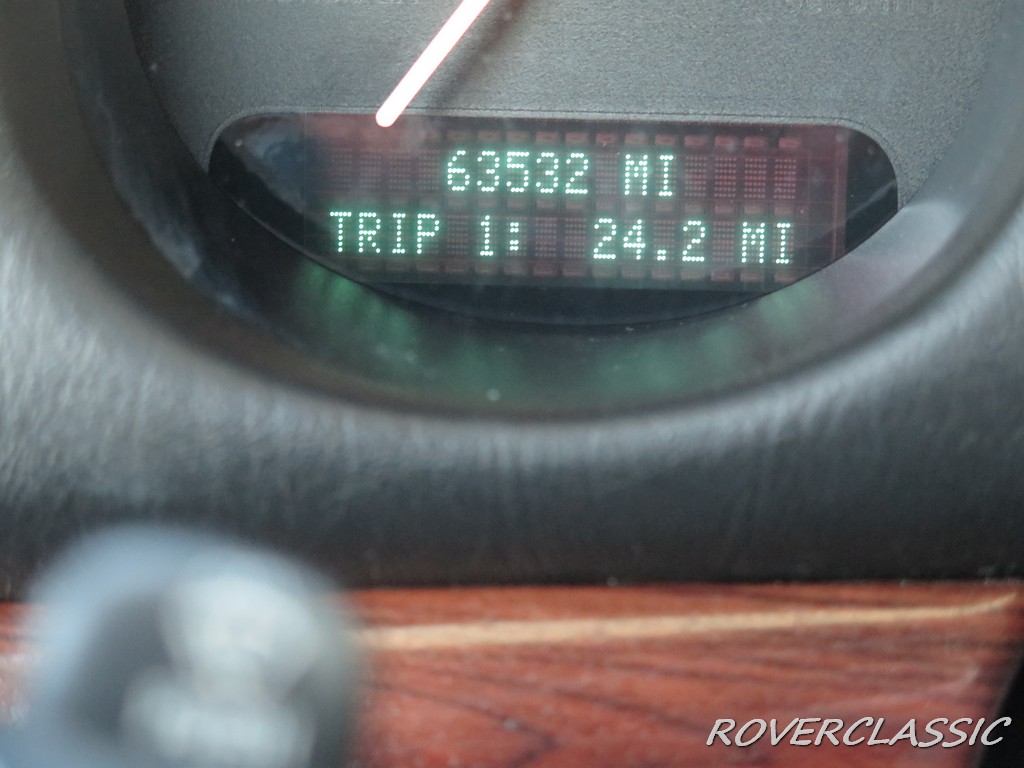 63532 MI
TRIP 1: 24.2 MI
ROVERCLASSIC